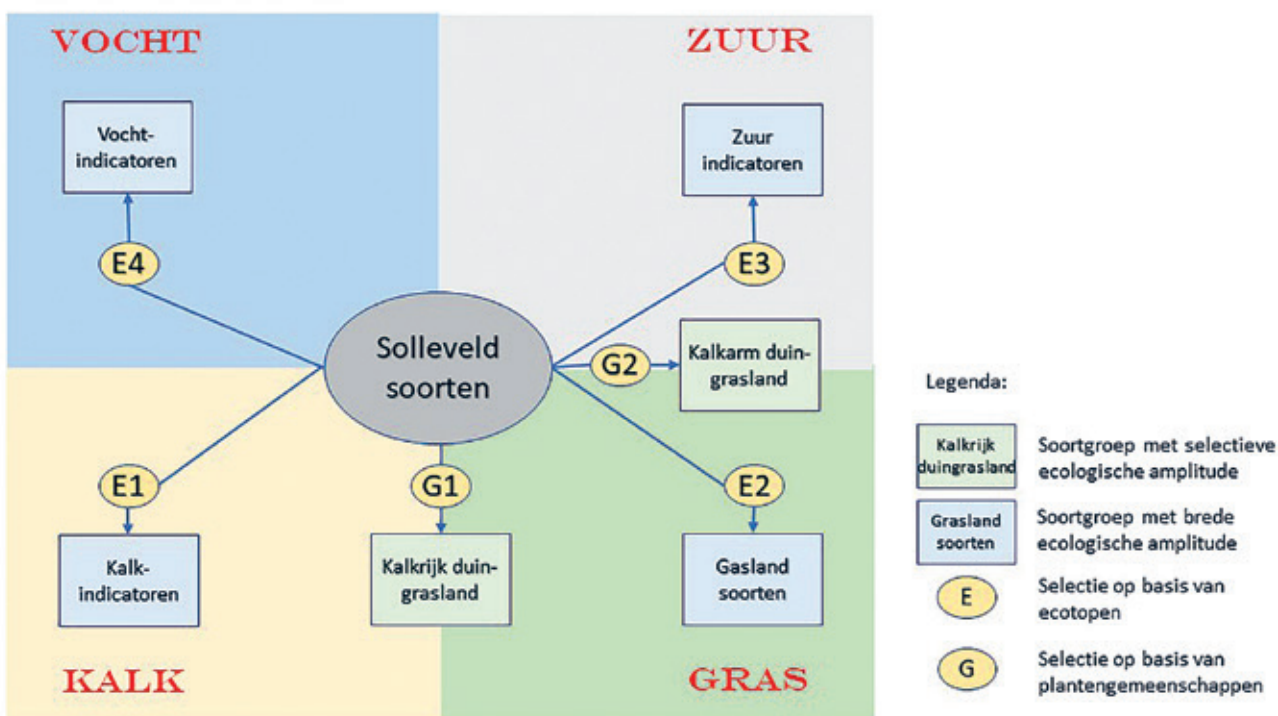 VOCHT
ZUUR
Vocht-
indicatoren
Zuur
indicatoren
E4
E3
Solleveld
soorten
G2
Kalkarm duin-
grasland
E1
G1
E2
Kalk-
indicatoren
Kalkrijk duin-
grasland
Gasland
soorten
KALK
GRAS
Legenda:
Kalkrijk
duingrasland
Soortgroep met selectieve
ecologische amplitude
Grasland
soorten
Soortgroep met brede
ecologische amplitude
E
Selectie op basis van
ecotopen
G
Selectie op basis van
plantengemeenschappen